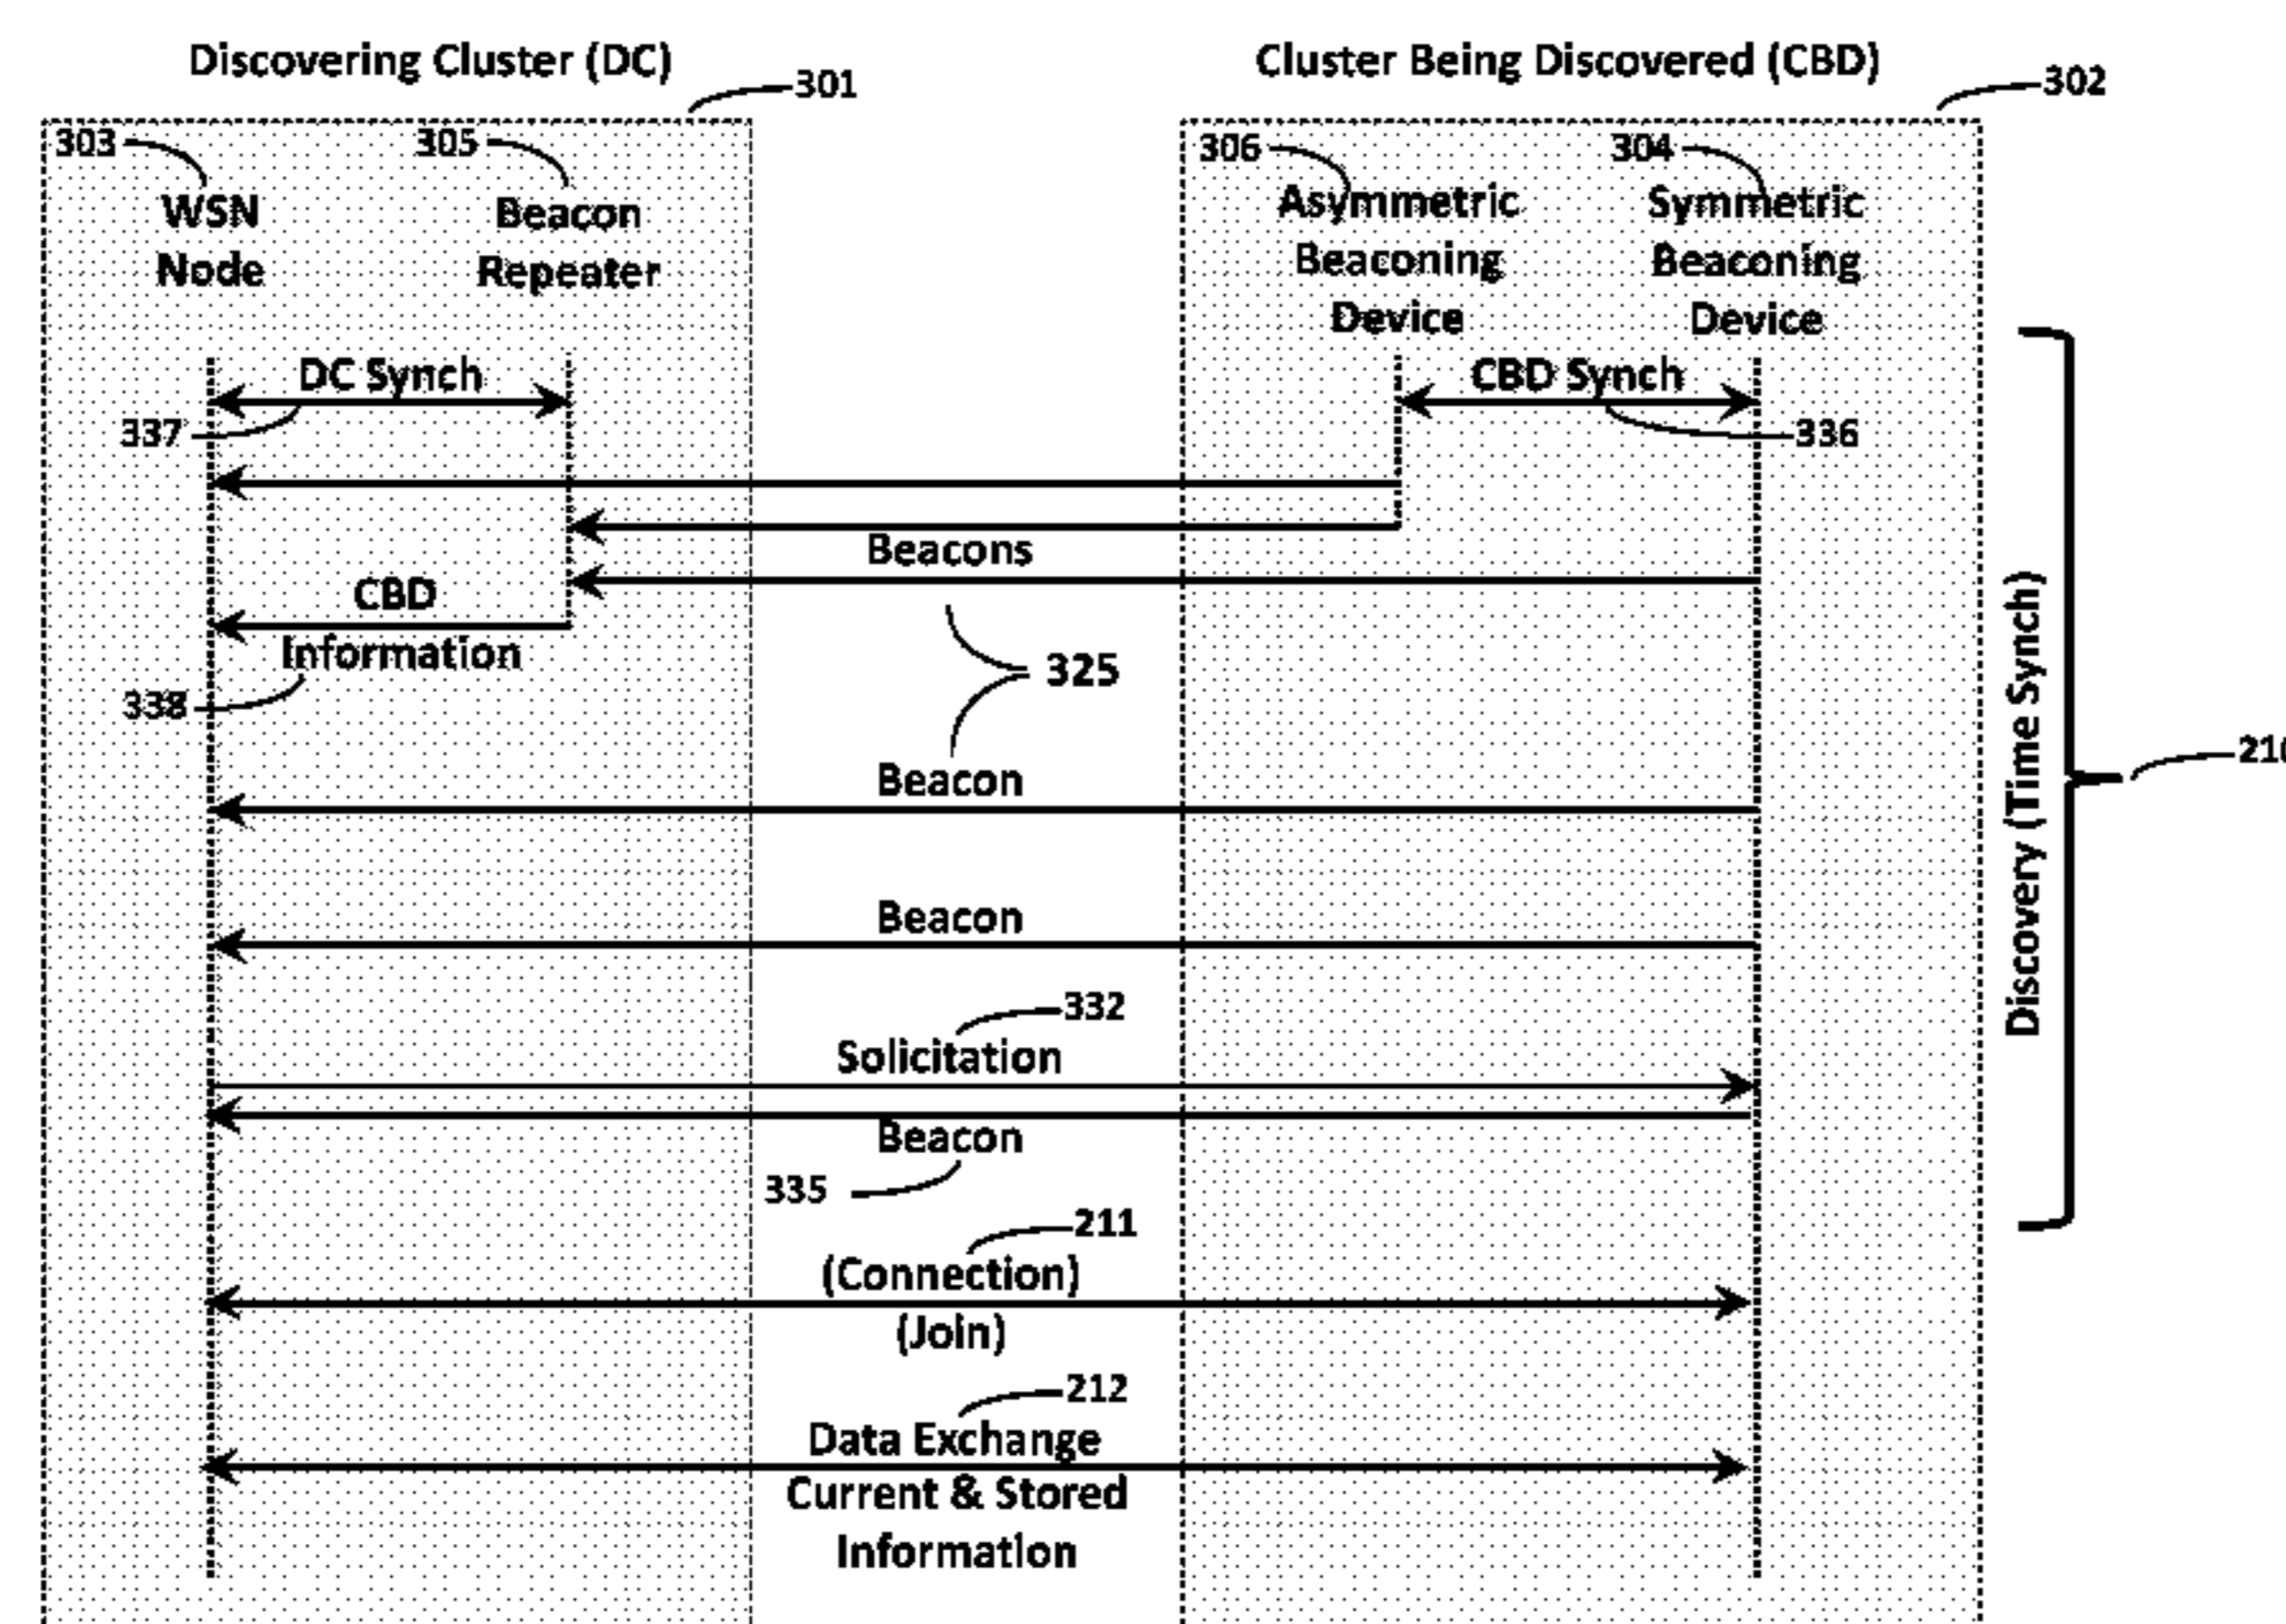 Discovering Cluster (DC)
301
Cluster Being Discovered (CBD)
302
303
305
306
304
WSN
Node
Beacon
Repeater
Asymmetric
Beaconing
Device
Symmetric
Beaconing
Device
DC Synch
337
CBD Synch
336
Beacons
CBD
Information
338
325
Beacon
Beacon
332
Solicitation
Beacon
335
211
(Connection)
(Join)
212
Data Exchange
Current & Stored
Information
Discovery (Time Synch)